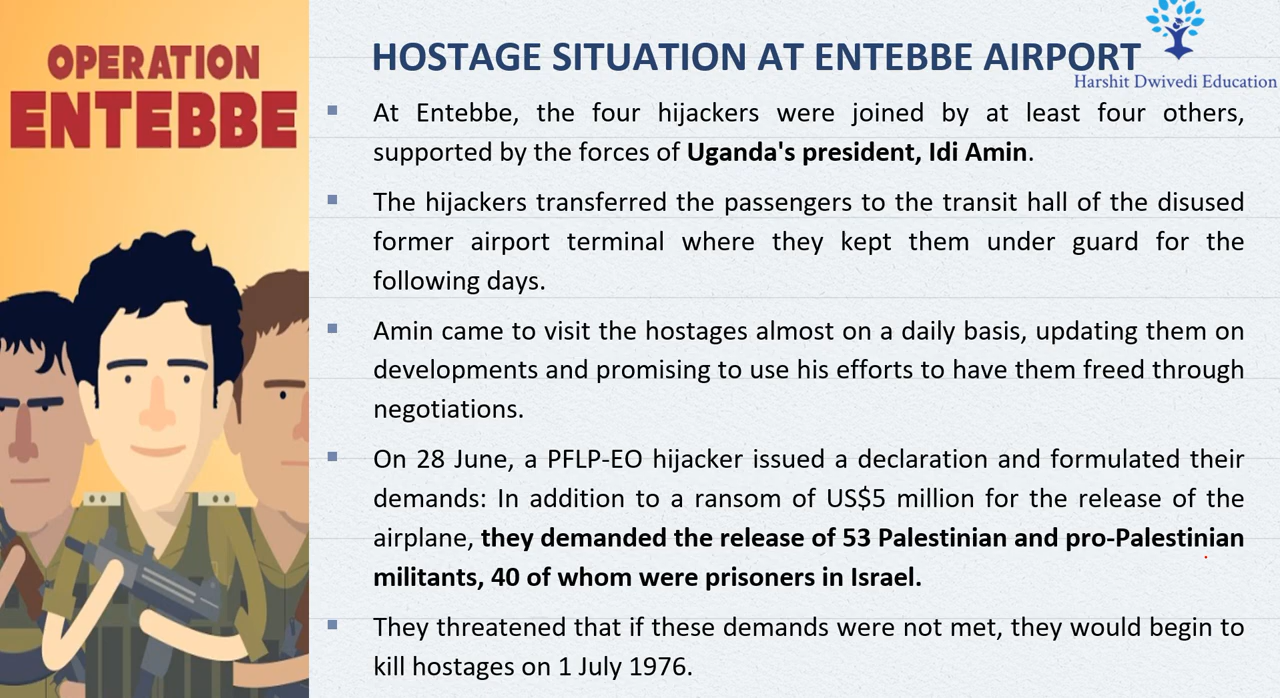 OPERATION
ENTEBBE
HOSTAGE SITUATION AT ENTEBBE AIRPORT
Harshit Dwivedi Education
▪ At Entebbe, the four hijackers were joined by at least four others,
supported by the forces of Uganda's president, Idi Amin.
▪ The hijackers transferred the passengers to the transit hall of the disused
former airport terminal where they kept them under guard for the
following days.
▪ Amin came to visit the hostages almost on a daily basis, updating them on
developments and promising to use his efforts to have them freed through
negotiations.
▪ On 28 June, a PFLP-EO hijacker issued a declaration and formulated their
demands: In addition to a ransom of US$5 million for the release of the
airplane, they demanded the release of 53 Palestinian and pro-Palestinian
militants, 40 of whom were prisoners in Israel.
▪ They threatened that if these demands were not met, they would begin to
kill hostages on 1 July 1976.